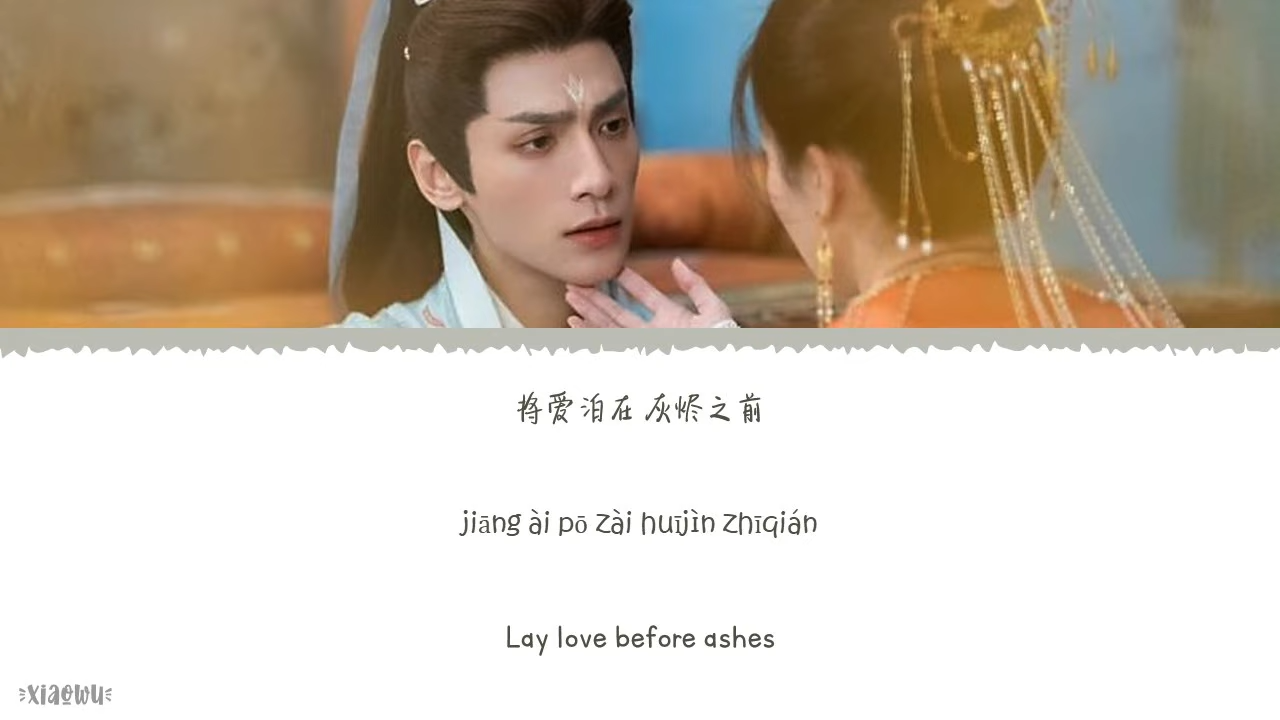 将爱泊在 灰烬之前
jiāng ài pō zài huījìn zhīqián
Lay love before ashes
xiaowu